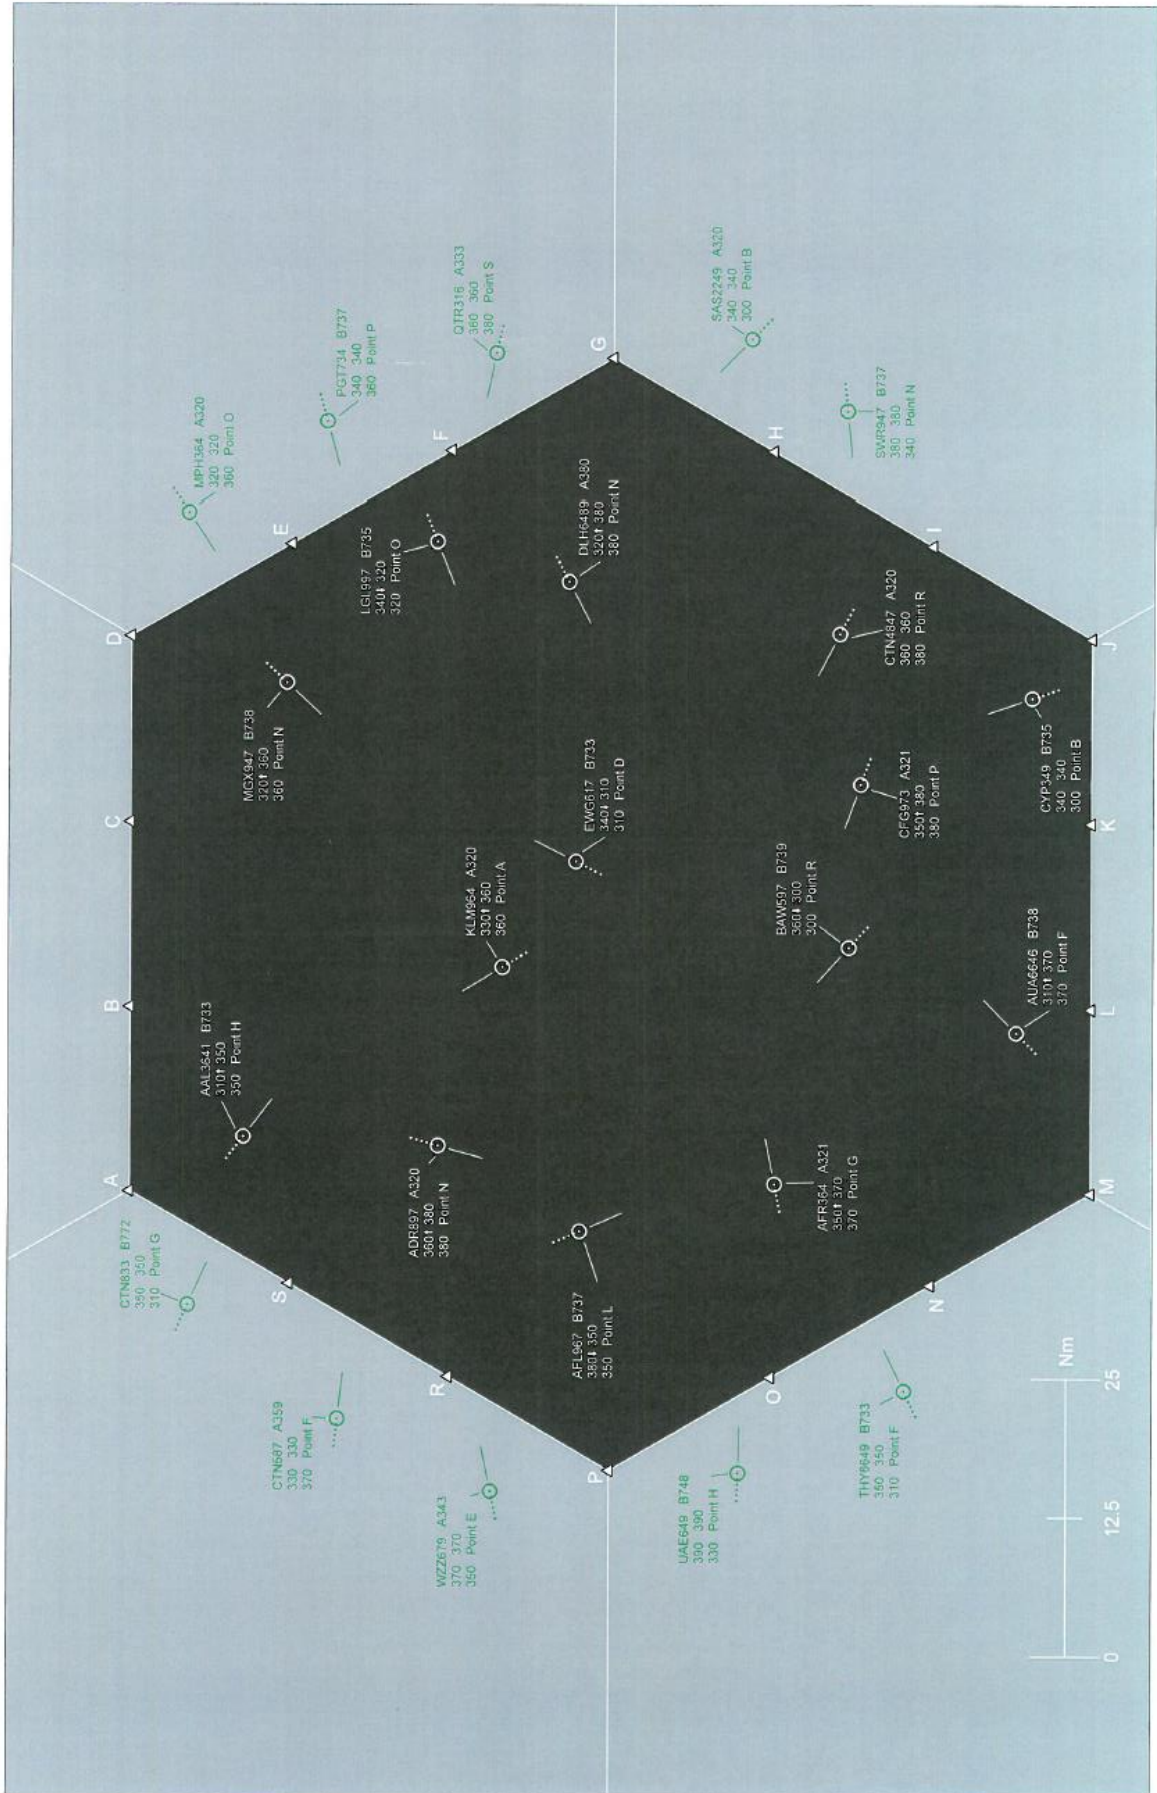 A
B
C
D
CTN833 B772
350 350
310 Point G
AAL3641 B733
310⬆ 350
350 Point H
MGX947 B738
320⬆ 360
360 Point N
MPH364 A320
320 320
360 Point O
S
E
CTN687 A359
330 330
370 Point F
PGT734 B737
340 340
360 Point P
LGL997 B735
340⬇ 320
320 Point O
ADR897 A320
360⬆ 380
380 Point N
KLM964 A320
330⬆ 360
360 Point A
R
F
WZZ679 A343
370 370
350 Point E
QTR316 A333
360 360
380 Point S
AFL967 B737
380⬇ 350
350 Point L
EWG617 B733
340⬇ 310
310 Point D
DLH6489 A380
320⬆ 380
380 Point N
P
G
UAE649 B748
390 390
330 Point H
SAS2249 A320
340 340
300 Point B
O
H
BAW597 B739
360⬇ 300
300 Point R
AFR364 A321
350⬆ 370
370 Point G
THY6649 B733
350 350
310 Point F
CFG973 A321
350⬆ 380
380 Point P
CTN4847 A320
360 360
380 Point R
SWR947 B737
380 380
340 Point N
N
I
AUA6646 B738
310⬆ 370
370 Point F
CYP349 B735
340 340
300 Point B
Nm
M
L
K
J
0 12.5 25